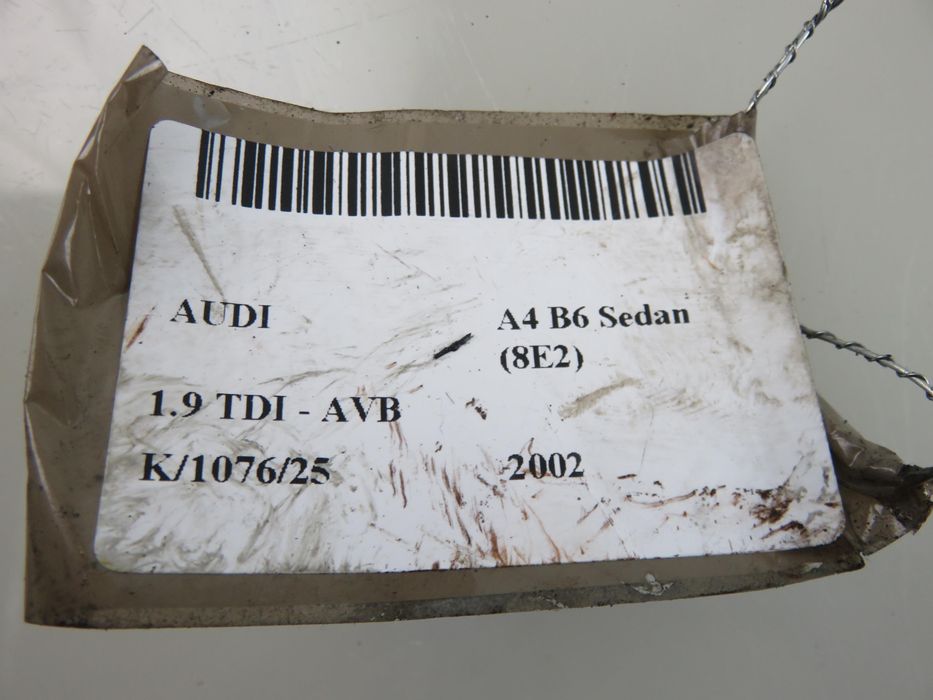 AUDI
A4 B6 Sedan
(8E2)
1.9 TDI - AVB
K/1076/25
2002